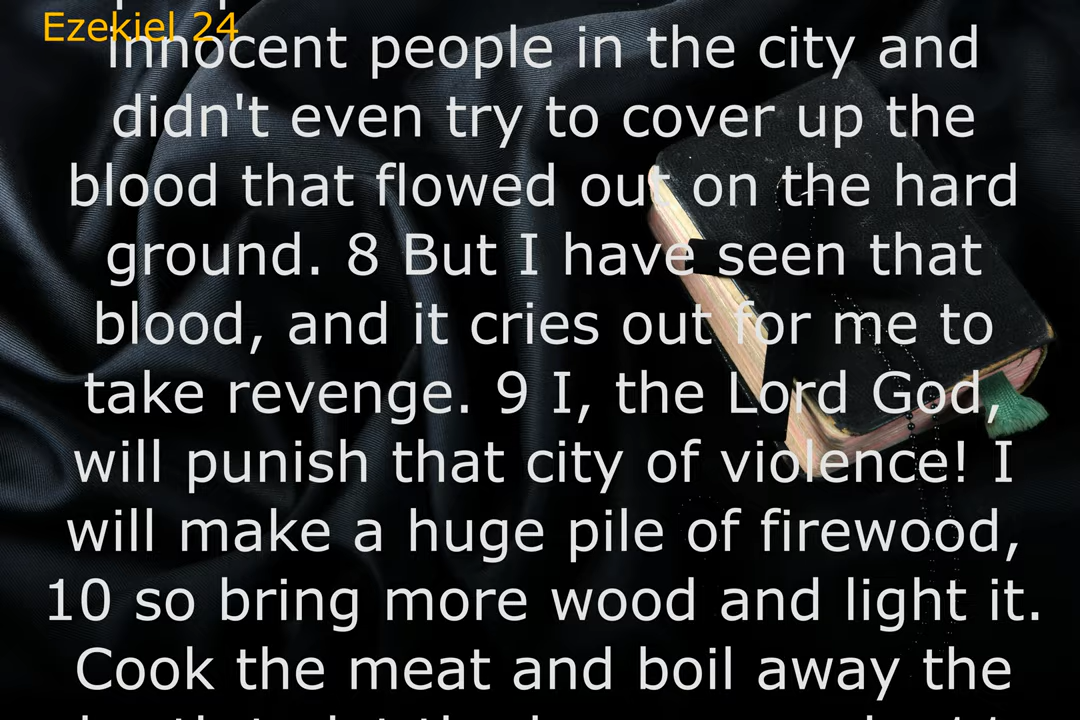 Ezekiel 24
innocent people in the city and
didn't even try to cover up the
blood that flowed out on the hard
ground. 8 But I have seen that
blood, and it cries out for me to
take revenge. 9 I, the Lord God,
will punish that city of violence! I
will make a huge pile of firewood,
10 so bring more wood and light it.
Cook the meat and boil away the